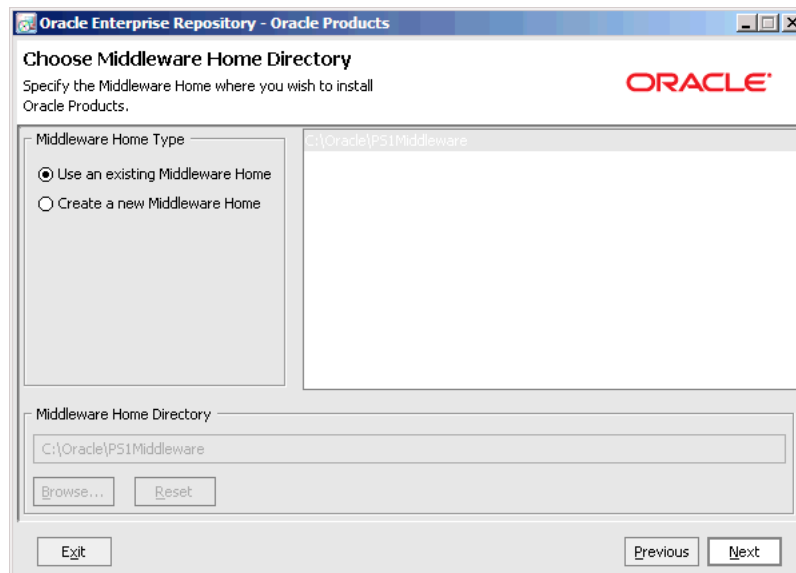 Oracle Enterprise Repository - Oracle Products
Choose Middleware Home Directory
Specify the Middleware Home where you wish to install
Oracle Products.
ORACLE
Middleware Home Type
Use an existing Middleware Home
Create a new Middleware Home
C:\Oracle\PS1Middleware
Middleware Home Directory
C:\Oracle\PS1Middleware
Browse...
Reset
Exit
Previous
Next